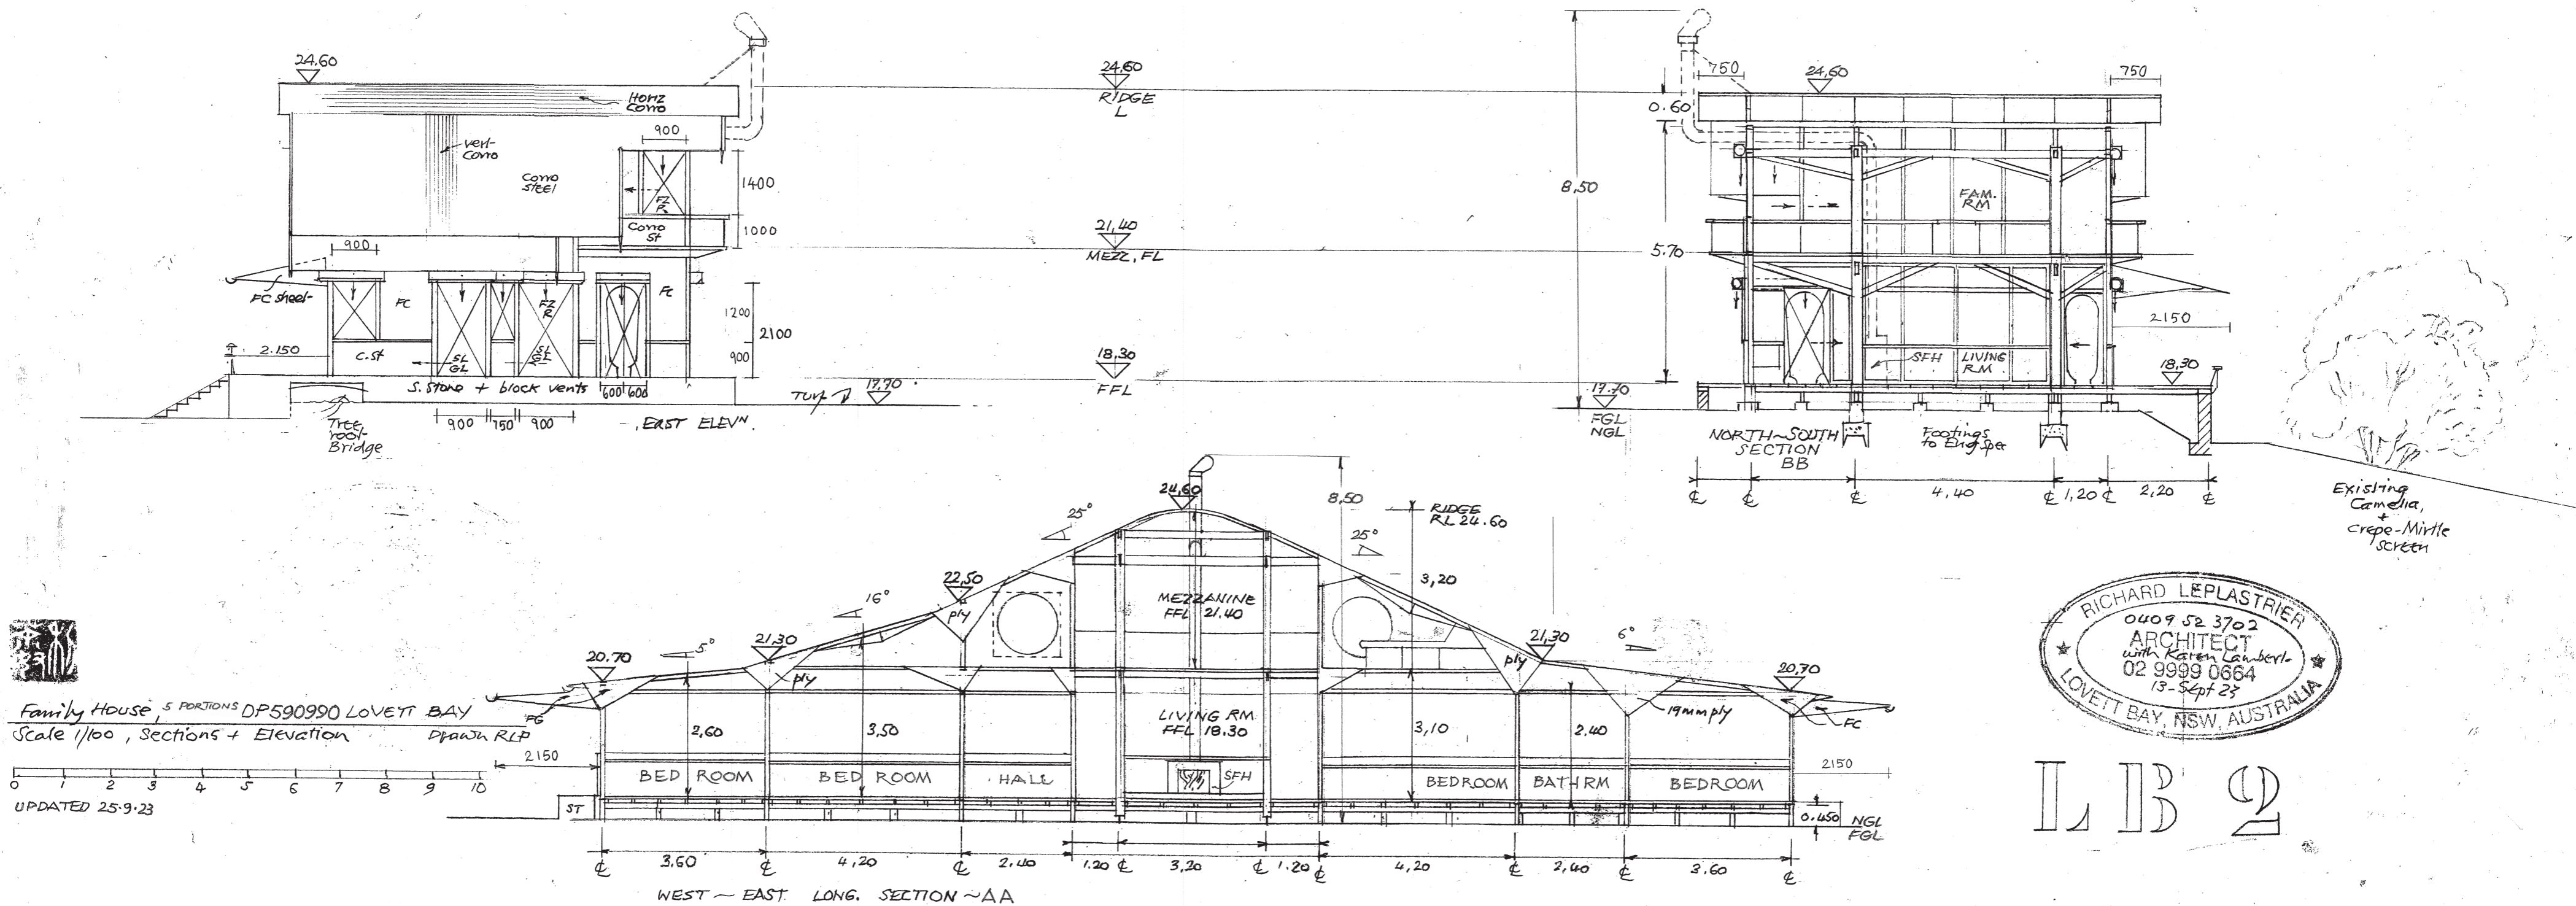 24.60
Horiz
Corro
vert-
Corro
Corro
STEEL
900
FZ
R
1400
Corro
St
1000
900
FC sheet
FC
FZ
R
FC
1200
2100
900
2.150
C.St
SL
GL
SL
GL
S.Stone + block vents
600 600
Tree
root
Bridge
900 750 900
EAST ELEVN.
Turf
17.70
24,60
RIDGE
L
21,40
MEZZ, FL
18,30
FFL
8,50
750
24,60
750
0.60
5.70
FAM.
RM
SFH
LIVING
RM
2150
18,30
17.70
FGL
NGL
NORTH~SOUTH
SECTION
BB
Footings
to Eng Spec
℄ ℄ ℄ 4,40 ℄ 1,20 ℄ 2,20 ℄
Existing
Camelia,
+
Crepe-Mirtle
Screen
24,60
25°
8,50
RIDGE
RL 24.60
25°
3,20
22,50
16°
ply
MEZZANINE
FFL 21.40
21,30
5°
20.70
ply
21,30
6°
ply
20,70
FG
2,60
3,50
LIVING RM
FFL 18.30
3,10
2.40
19mm ply
FC
2150
BED ROOM
BED ROOM
HALL
SFH
BEDROOM
BATHRM
BEDROOM
2150
ST
0.450
NGL
FGL
℄ 3.60 ℄ 4,20 ℄ 2.40 1.20 ℄ 3,20 ℄ 1.20 ℄ 4,20 ℄ 2,40 ℄ 3.60 ℄
WEST ~ EAST LONG. SECTION ~AA
Family House, 5 PORTIONS DP590990 LOVETT BAY
Scale 1/100, Sections + Elevation Drawn RLP
0 1 2 3 4 5 6 7 8 9 10
UPDATED 25.9.23
RICHARD LEPLASTRIER
0409 52 3702
ARCHITECT
with Karen Lambert
02 9999 0664
13-Sept 23
LOVETT BAY, NSW, AUSTRALIA
LB 2